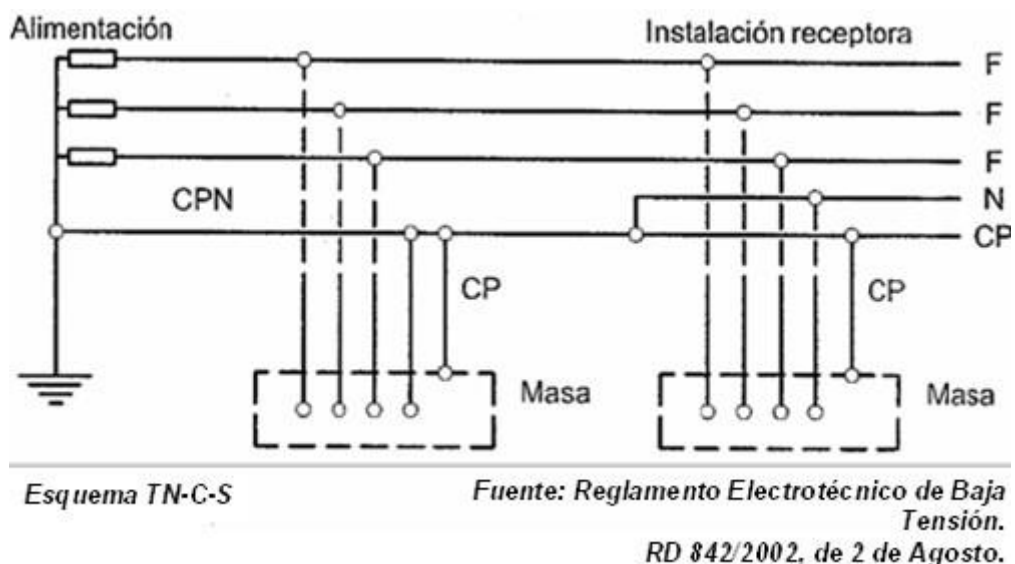 Alimentación
Instalación receptora
F
F
F
CPN
N
CP
CP
CP
Masa
Masa
Esquema TN-C-S
Fuente: Reglamento Electrotécnico de Baja
Tensión.
RD 842/2002, de 2 de Agosto.